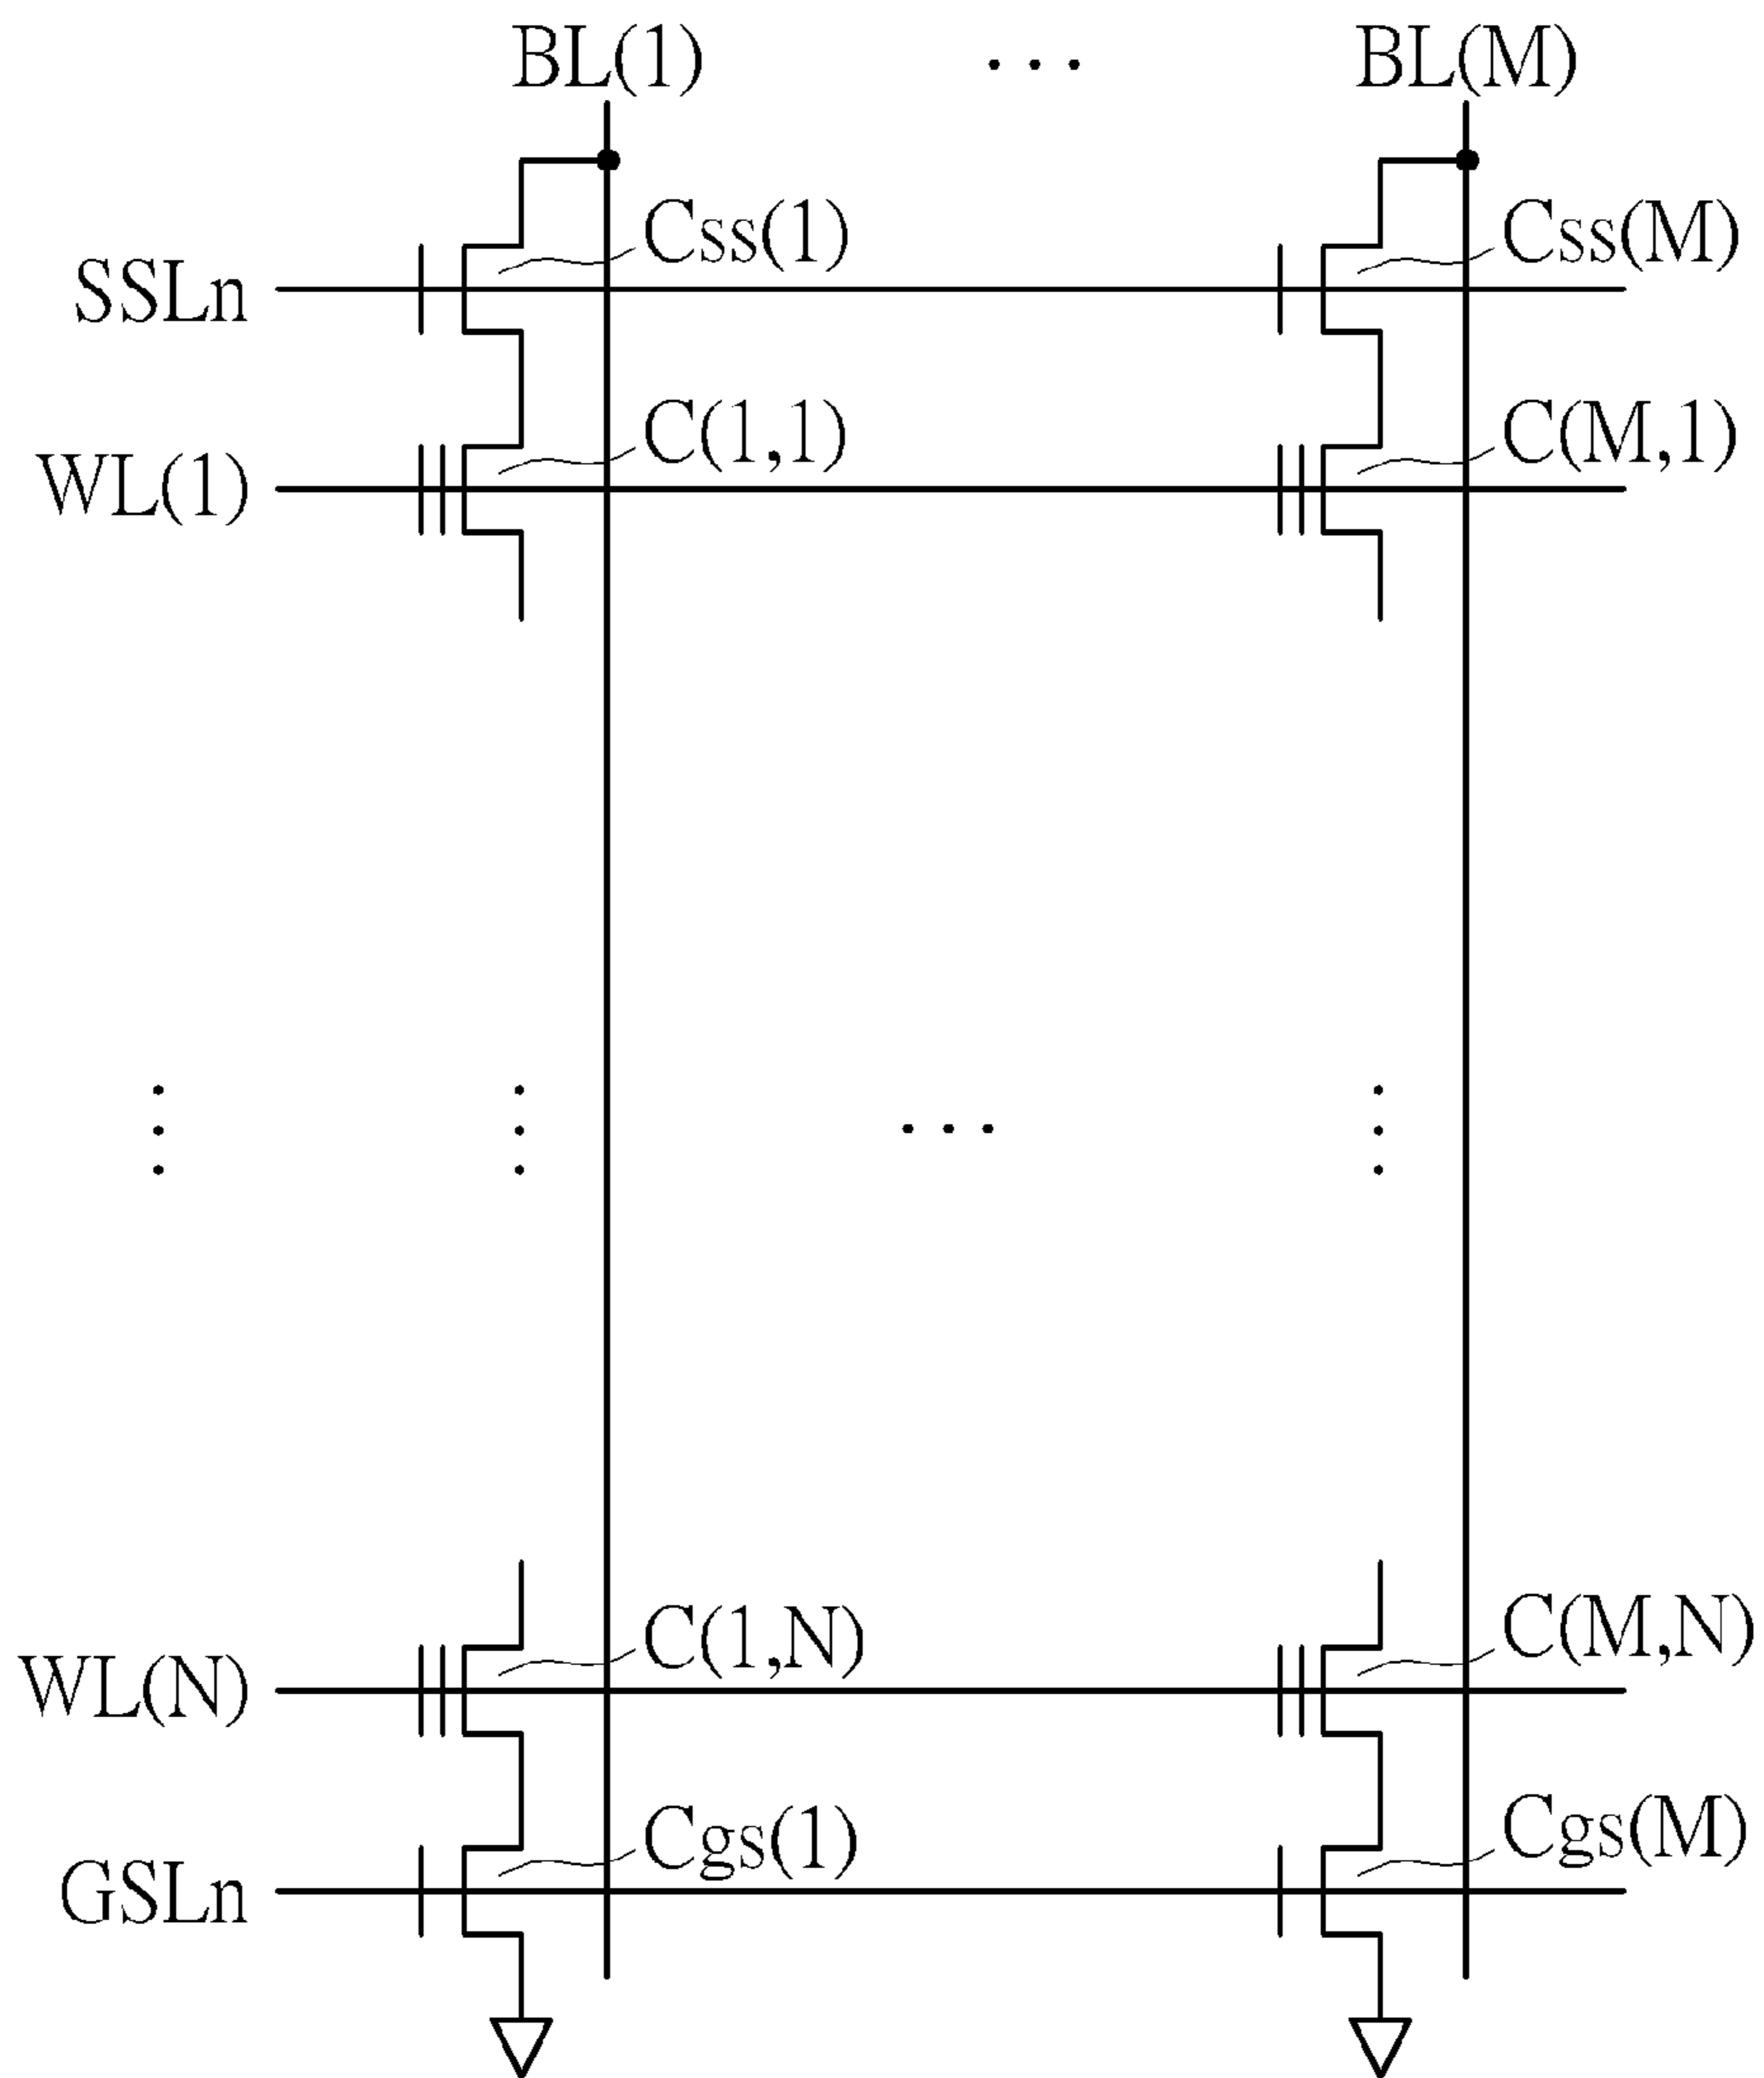 BL(1) ... BL(M)
SSLn Css(1) Css(M)
WL(1) C(1,1) C(M,1)
WL(N) C(1,N) C(M,N)
GSLn Cgs(1) Cgs(M)